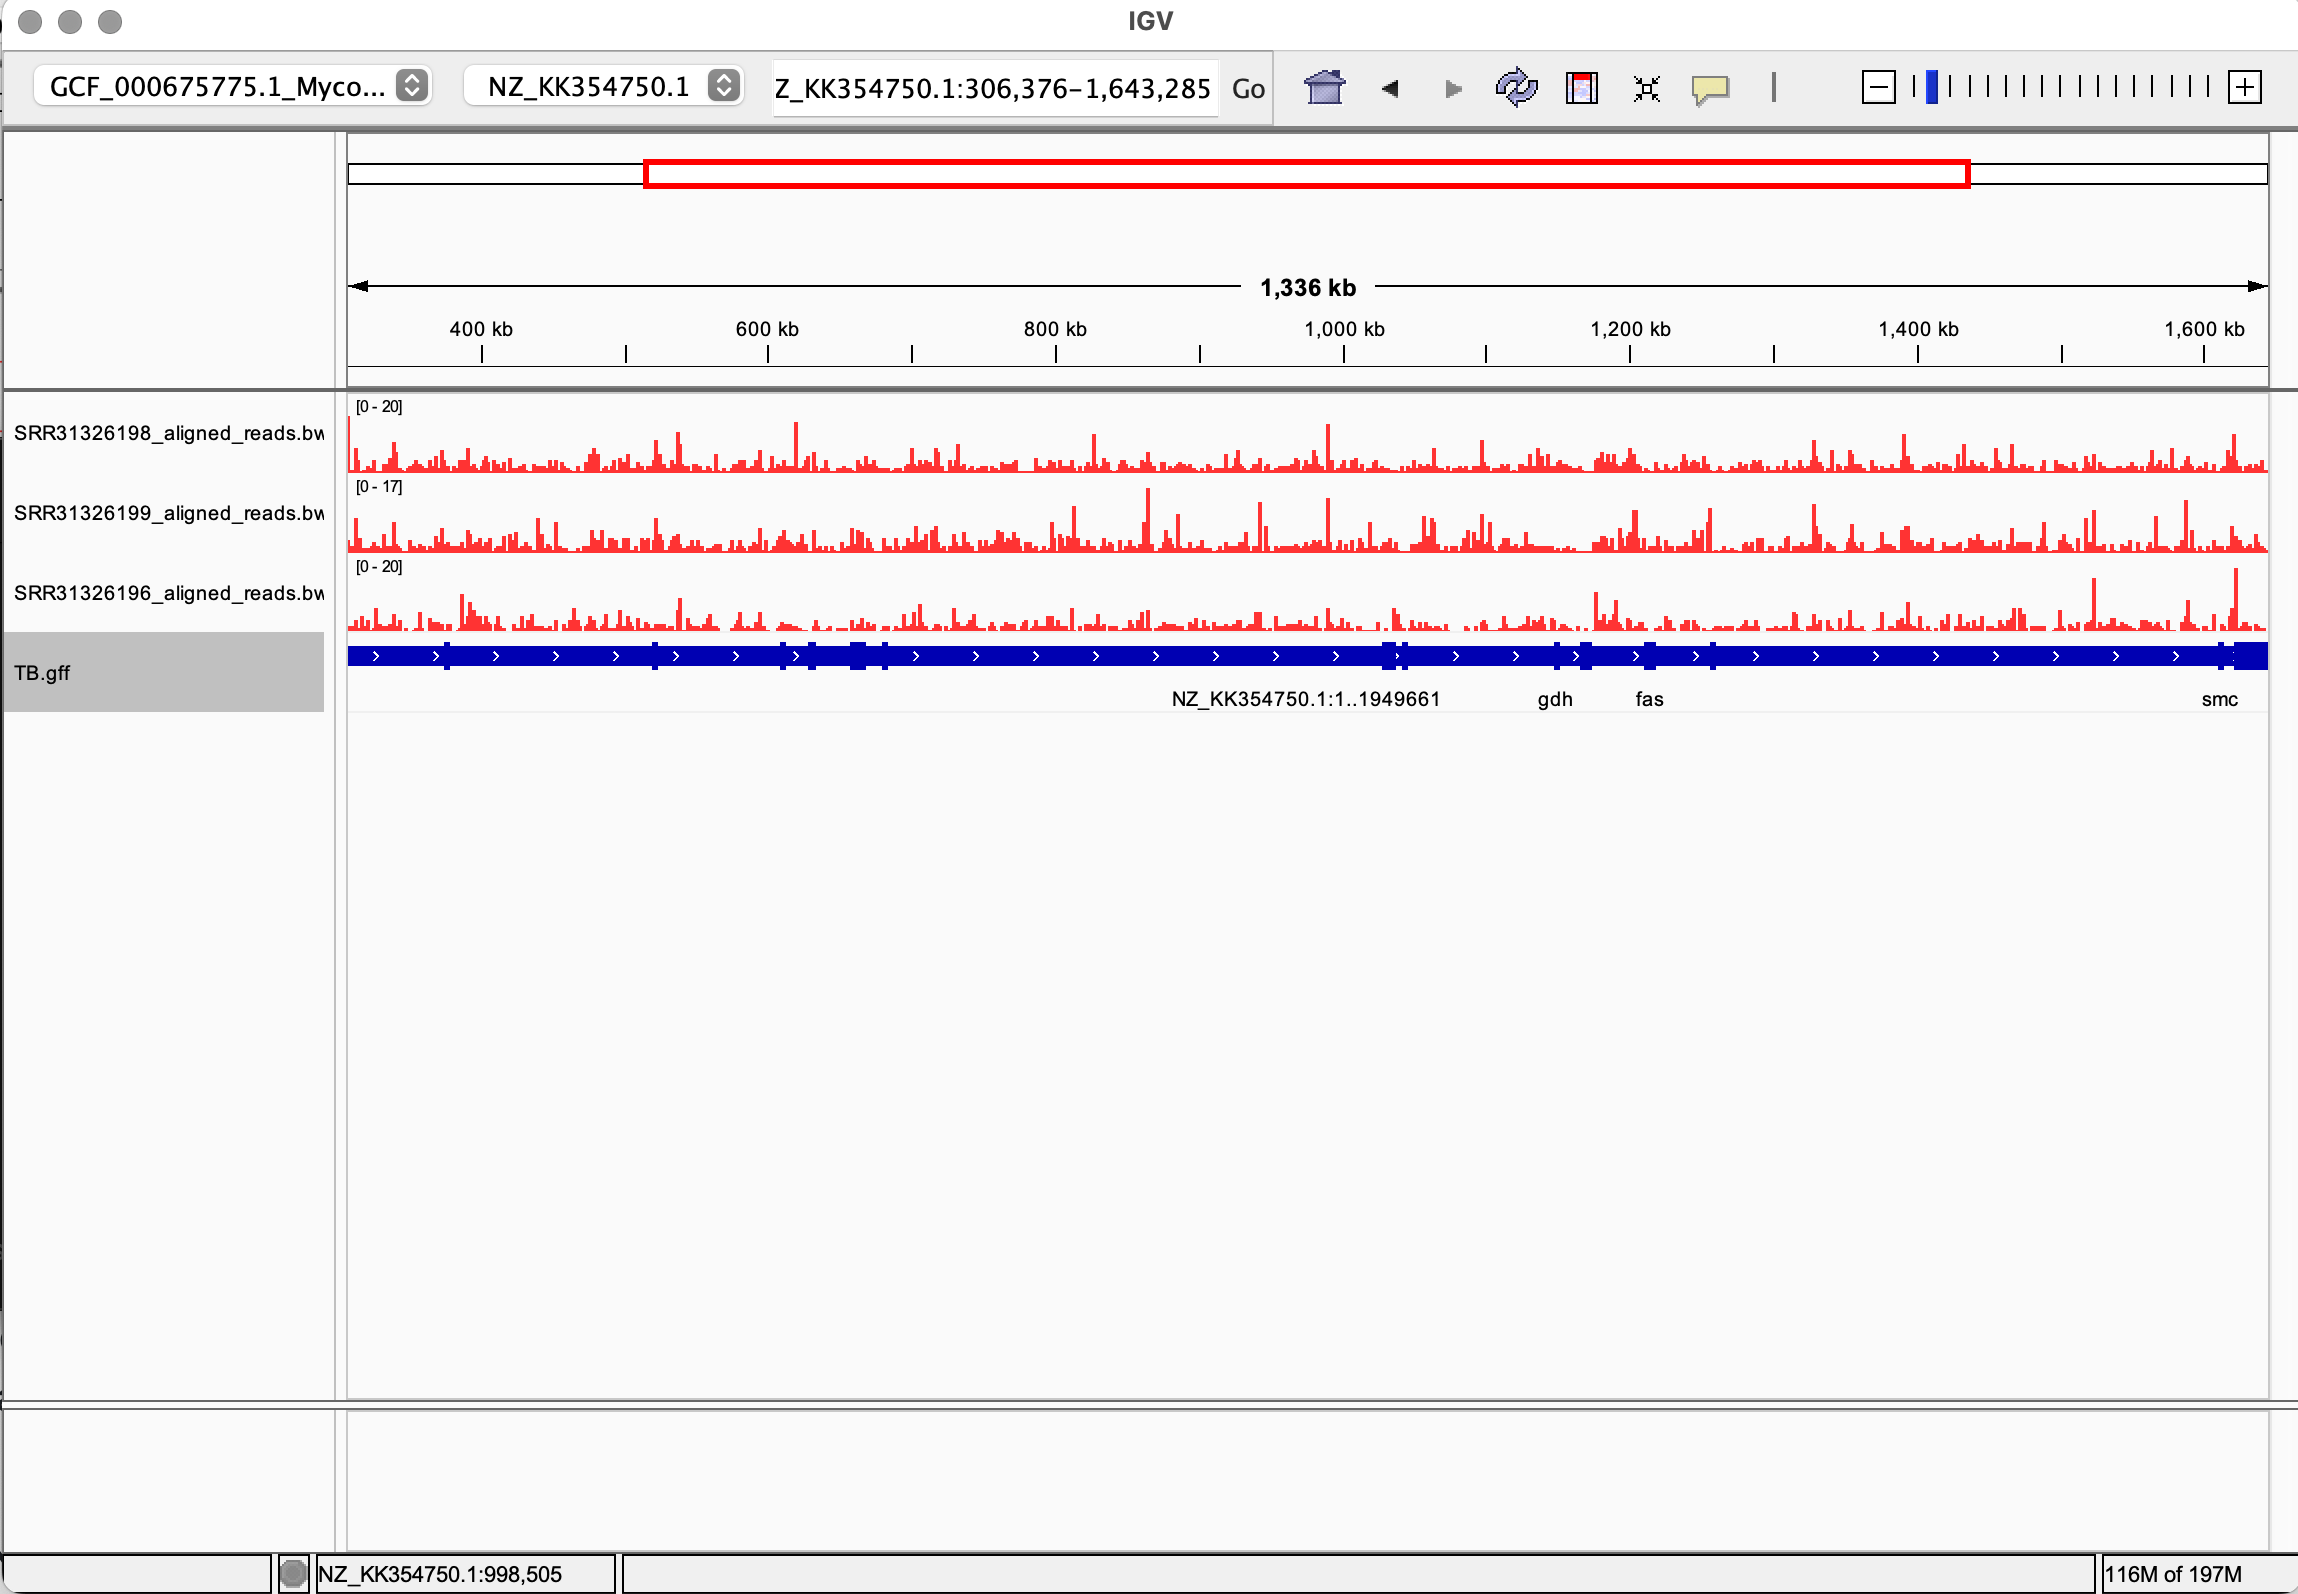 IGV
GCF_000675775.1_Myco... NZ_KK354750.1 Z_KK354750.1:306,376-1,643,285 Go
1,336 kb
400 kb 600 kb 800 kb 1,000 kb 1,200 kb 1,400 kb 1,600 kb
[0 - 20]
SRR31326198_aligned_reads.bw
[0 - 17]
SRR31326199_aligned_reads.bw
[0 - 20]
SRR31326196_aligned_reads.bw
TB.gff
NZ_KK354750.1:1..1949661 gdh fas smc
NZ_KK354750.1:998,505 116M of 197M